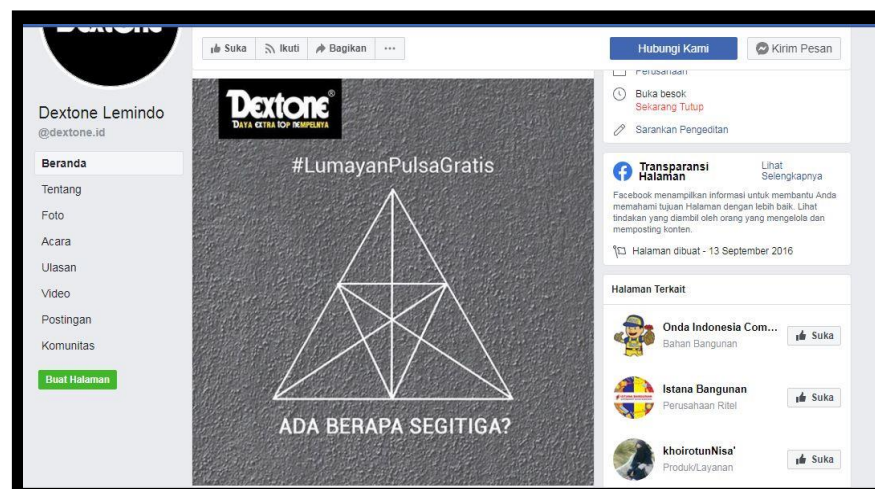 Suka
Ikuti
Bagikan
Hubungi Kami
Kirim Pesan
Dextone Lemindo
@dextone.id
Beranda
Tentang
Foto
Acara
Ulasan
Video
Postingan
Komunitas
Buat Halaman
DEXTONE®
DAYA EXTRA TOP NEMPELNYA
#LumayanPulsaGratis
ADA BERAPA SEGITIGA?
Perusahaan
Buka besok
Sekarang Tutup
Sarankan Pengeditan
Transparansi Halaman
Lihat Selengkapnya
Facebook menampilkan informasi untuk membantu Anda
memahami tujuan Halaman dengan lebih baik. Lihat
tindakan yang diambil oleh orang yang mengelola dan
memposting konten.
Halaman dibuat - 13 September 2016
Halaman Terkait
Onda Indonesia Com...
Bahan Bangunan
Suka
Istana Bangunan
Perusahaan Ritel
Suka
khoirotunNisa'
Produk/Layanan
Suka